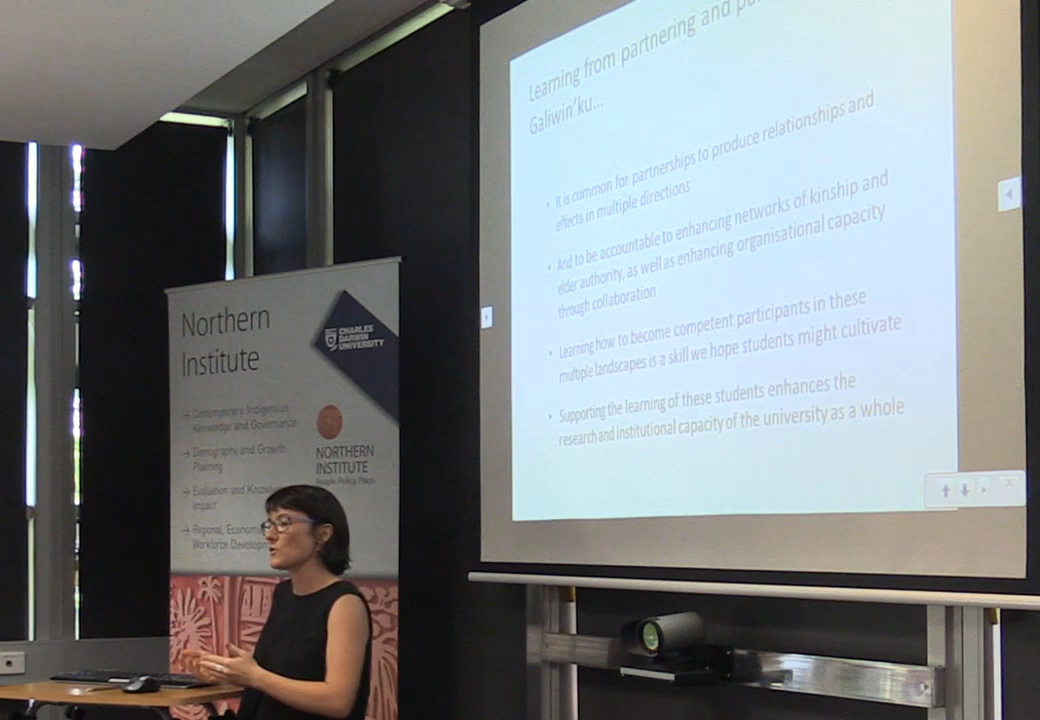 Learning from partnering and
Galiwin'ku...
• It is common for partnerships to produce relationships and
effects in multiple directions
• And to be accountable to enhancing networks of kinship and
elder authority, as well as enhancing organisational capacity
through collaboration
• Learning how to become competent participants in these
multiple landscapes is a skill we hope students might cultivate
• Supporting the learning of these students enhances the
research and institutional capacity of the university as a whole
Northern
Institute
CHARLES
DARWIN
UNIVERSITY
→ Contemporary Indigenous
Knowledge and Governance
→ Demography and Growth
Planning
→ Evaluation and
Impact
→ Regional,
Workforce
NORTHERN
INSTITUTE
People. Policy. Place.